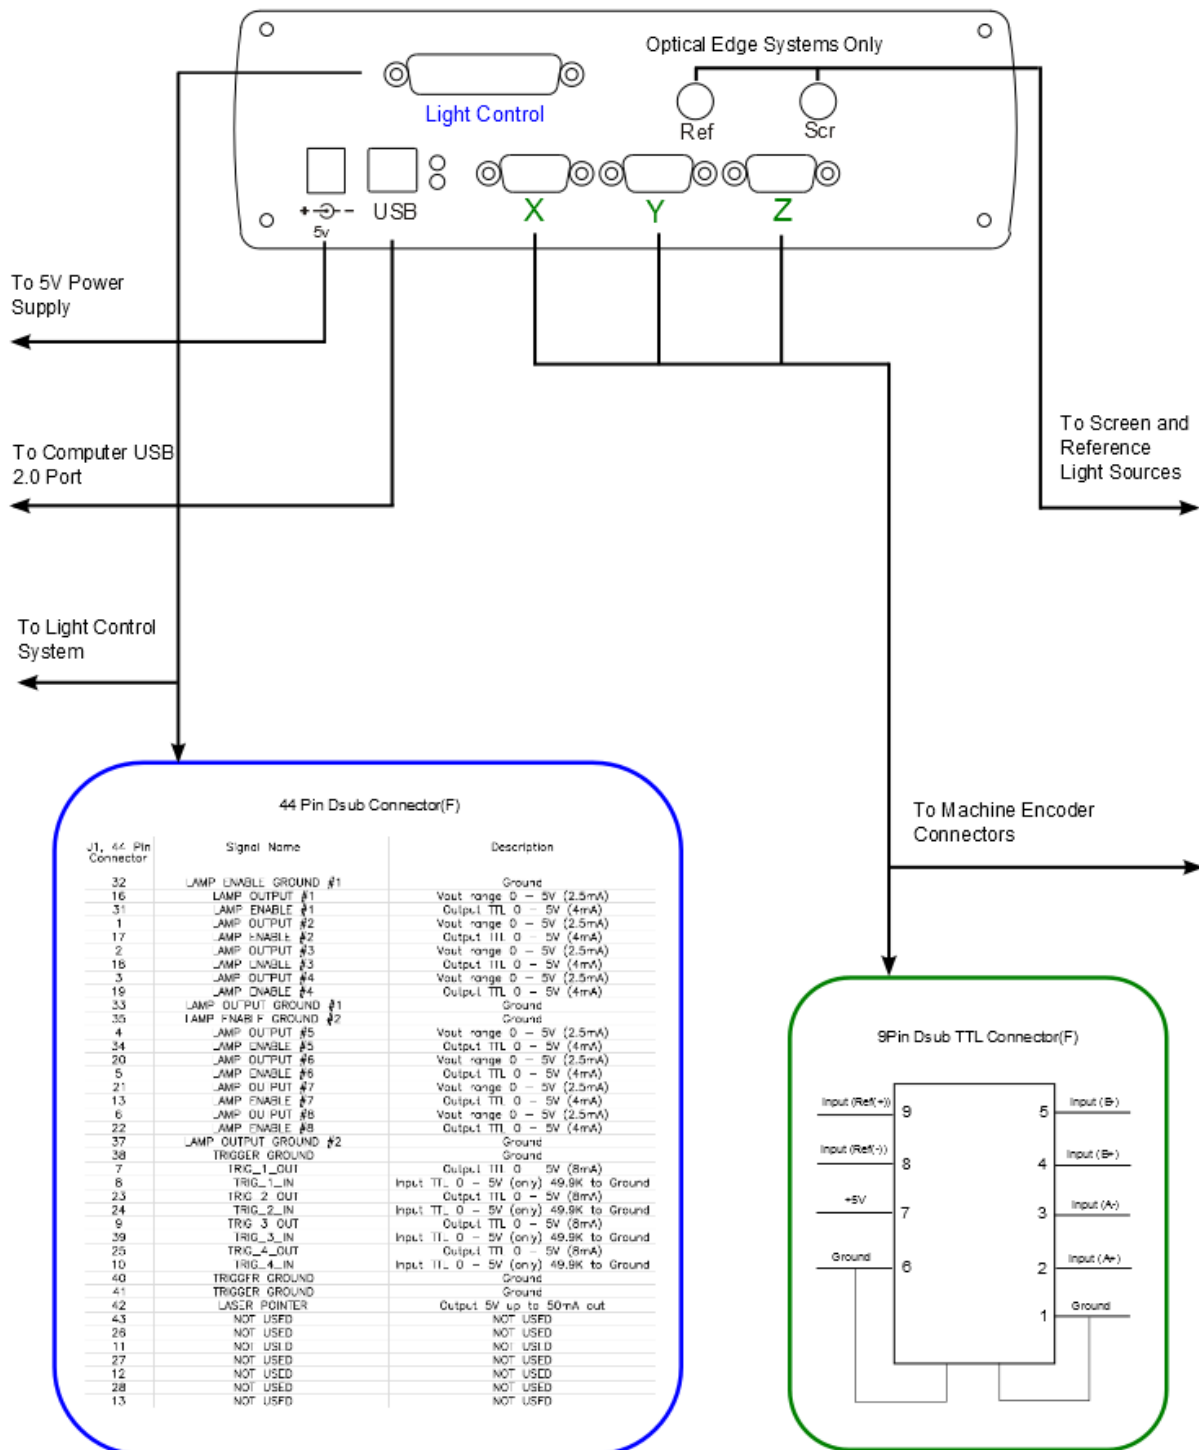 Optical Edge Systems Only
Light Control
Ref
Scr
+ -
5v
USB
X
Y
Z
To 5V Power
Supply
To Computer USB
2.0 Port
To Screen and
Reference
Light Sources
To Light Control
System
To Machine Encoder
Connectors
44 Pin Dsub Connector(F)
J1, 44 Pin
Connector
Signal Name
Description
32 LAMP ENABLE GROUND #1 Ground
16 LAMP OUTPUT #1 Vout range 0 – 5V (2.5mA)
31 LAMP ENABLE #1 Output TTL 0 – 5V (4mA)
1 LAMP OUTPUT #2 Vout range 0 – 5V (2.5mA)
17 LAMP ENABLE #2 Output TTL 0 – 5V (4mA)
2 LAMP OUTPUT #3 Vout range 0 – 5V (2.5mA)
18 LAMP ENABLE #3 Output TTL 0 – 5V (4mA)
3 LAMP OUTPUT #4 Vout range 0 – 5V (2.5mA)
19 LAMP ENABLE #4 Output TTL 0 – 5V (4mA)
33 LAMP OUTPUT GROUND #1 Ground
35 LAMP ENABLE GROUND #2 Ground
4 LAMP OUTPUT #5 Vout range 0 – 5V (2.5mA)
34 LAMP ENABLE #5 Output TTL 0 – 5V (4mA)
20 LAMP OUTPUT #6 Vout range 0 – 5V (2.5mA)
5 LAMP ENABLE #6 Output TTL 0 – 5V (4mA)
21 LAMP OUTPUT #7 Vout range 0 – 5V (2.5mA)
13 LAMP ENABLE #7 Output TTL 0 – 5V (4mA)
6 LAMP OUTPUT #8 Vout range 0 – 5V (2.5mA)
22 LAMP ENABLE #8 Output TTL 0 – 5V (4mA)
37 LAMP OUTPUT GROUND #2 Ground
38 TRIGGER GROUND Ground
7 TRIG_1_OUT Output TTL 0 – 5V (8mA)
8 TRIG_1_IN Input TTL 0 – 5V (only) 49.9K to Ground
23 TRIG_2_OUT Output TTL 0 – 5V (8mA)
24 TRIG_2_IN Input TTL 0 – 5V (only) 49.9K to Ground
9 TRIG_3_OUT Output TTL 0 – 5V (8mA)
39 TRIG_3_IN Input TTL 0 – 5V (only) 49.9K to Ground
25 TRIG_4_OUT Output TTL 0 – 5V (8mA)
10 TRIG_4_IN Input TTL 0 – 5V (only) 49.9K to Ground
40 TRIGGER GROUND Ground
41 TRIGGER GROUND Ground
42 LASER POINTER Output 5V up to 50mA out
43 NOT USED NOT USED
26 NOT USED NOT USED
11 NOT USED NOT USED
27 NOT USED NOT USED
12 NOT USED NOT USED
28 NOT USED NOT USED
13 NOT USED NOT USED
9Pin Dsub TTL Connector(F)
Input (Ref(+)) 9 5 Input (B-)
Input (Ref(-)) 8 4 Input (B+)
+5V 7 3 Input (A-)
Ground 6 2 Input (A+)
1 Ground